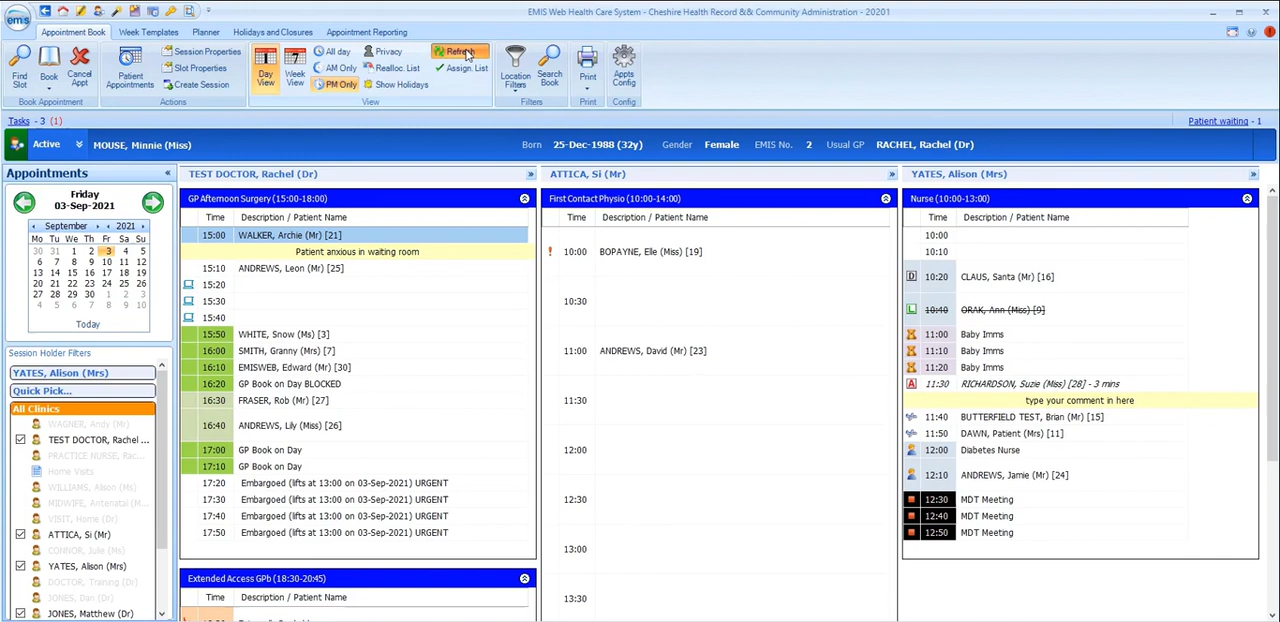 EMIS Web Health Care System - Cheshire Health Record && Community Administration - 20201
emis
Appointment Book Week Templates Planner Holidays and Closures Appointment Reporting
Find Slot
Book
Cancel Appt
Book Appointment
Patient Appointments
Session Properties
Slot Properties
Create Session
Actions
Day View
Week View
All day
AM Only
PM Only
Privacy
Realloc. List
Show Holidays
Refresh
Assign. List
View
Location Filters
Search Book
Filters
Print
Print
Appts Config
Config
Tasks - 3 (1)
Patient waiting - 1
Active MOUSE, Minnie (Miss) Born 25-Dec-1988 (32y) Gender Female EMIS No. 2 Usual GP RACHEL, Rachel (Dr)
Appointments «
Friday
03-Sep-2021
September 2021
Mo Tu We Th Fr Sa Su
30 31 1 2 3 4 5
6 7 8 9 10 11 12
13 14 15 16 17 18 19
20 21 22 23 24 25 26
27 28 29 30 1 2 3
4 5 6 7 8 9 10
Today
Session Holder Filters
YATES, Alison (Mrs)
Quick Pick...
All Clinics
WAGNER, Andy (Mr)
TEST DOCTOR, Rachel ...
PRACTICE NURSE, Rac...
Home Visits
WILLIAMS, Alison (Ms)
MIDWIFE, Antenatal (M...
VISIT, Home (Dr)
ATTICA, Si (Mr)
CONNOR, Julie (Ms)
YATES, Alison (Mrs)
DOCTOR, Training (Dr)
JONES, Dan (Dr)
JONES, Matthew (Dr)
TEST DOCTOR, Rachel (Dr) »
GP Afternoon Surgery (15:00-18:00)
Time Description / Patient Name
15:00 WALKER, Archie (Mr) [21]
Patient anxious in waiting room
15:10 ANDREWS, Leon (Mr) [25]
15:20
15:30
15:40
15:50 WHITE, Snow (Ms) [3]
16:00 SMITH, Granny (Mrs) [7]
16:10 EMISWEB, Edward (Mr) [30]
16:20 GP Book on Day BLOCKED
16:30 FRASER, Rob (Mr) [27]
16:40 ANDREWS, Lily (Miss) [26]
17:00 GP Book on Day
17:10 GP Book on Day
17:20 Embargoed (lifts at 13:00 on 03-Sep-2021) URGENT
17:30 Embargoed (lifts at 13:00 on 03-Sep-2021) URGENT
17:40 Embargoed (lifts at 13:00 on 03-Sep-2021) URGENT
17:50 Embargoed (lifts at 13:00 on 03-Sep-2021) URGENT
Extended Access GPb (18:30-20:45)
Time Description / Patient Name
ATTICA, Si (Mr) »
First Contact Physio (10:00-14:00)
Time Description / Patient Name
10:00 BOPAYNE, Elle (Miss) [19]
10:30
11:00 ANDREWS, David (Mr) [23]
11:30
12:00
12:30
13:00
13:30
YATES, Alison (Mrs) »
Nurse (10:00-13:00)
Time Description / Patient Name
10:00
10:10
D 10:20 CLAUS, Santa (Mr) [16]
L 10:40 ORAK, Ann (Miss) [9]
11:00 Baby Imms
11:10 Baby Imms
11:20 Baby Imms
A 11:30 RICHARDSON, Suzie (Miss) [28] - 3 mins
type your comment in here
11:40 BUTTERFIELD TEST, Brian (Mr) [15]
11:50 DAWN, Patient (Mrs) [11]
12:00 Diabetes Nurse
12:10 ANDREWS, Jamie (Mr) [24]
12:30 MDT Meeting
12:40 MDT Meeting
12:50 MDT Meeting